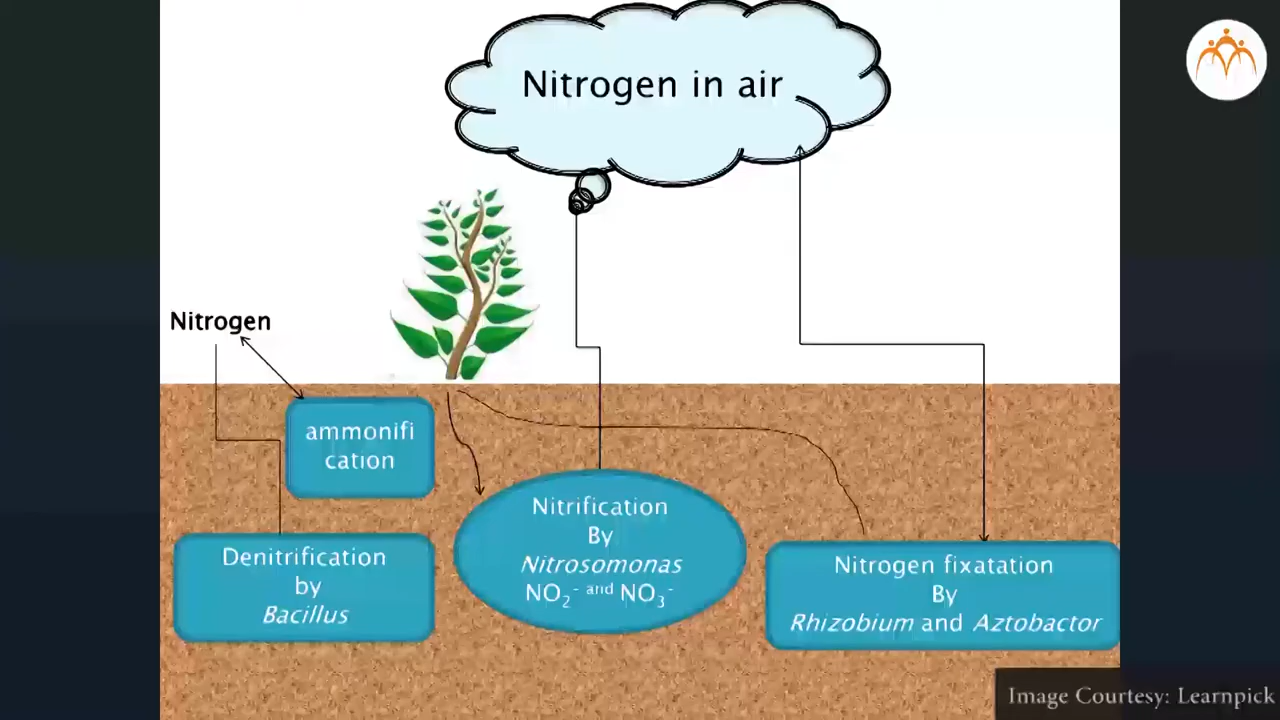 Nitrogen in air
Nitrogen
ammonifi
cation
Denitrification
by
Bacillus
Nitrification
By
Nitrosomonas
NO₂⁻ and NO₃⁻
Nitrogen fixatation
By
Rhizobium and Aztobactor
Image Courtesy: Learnpick